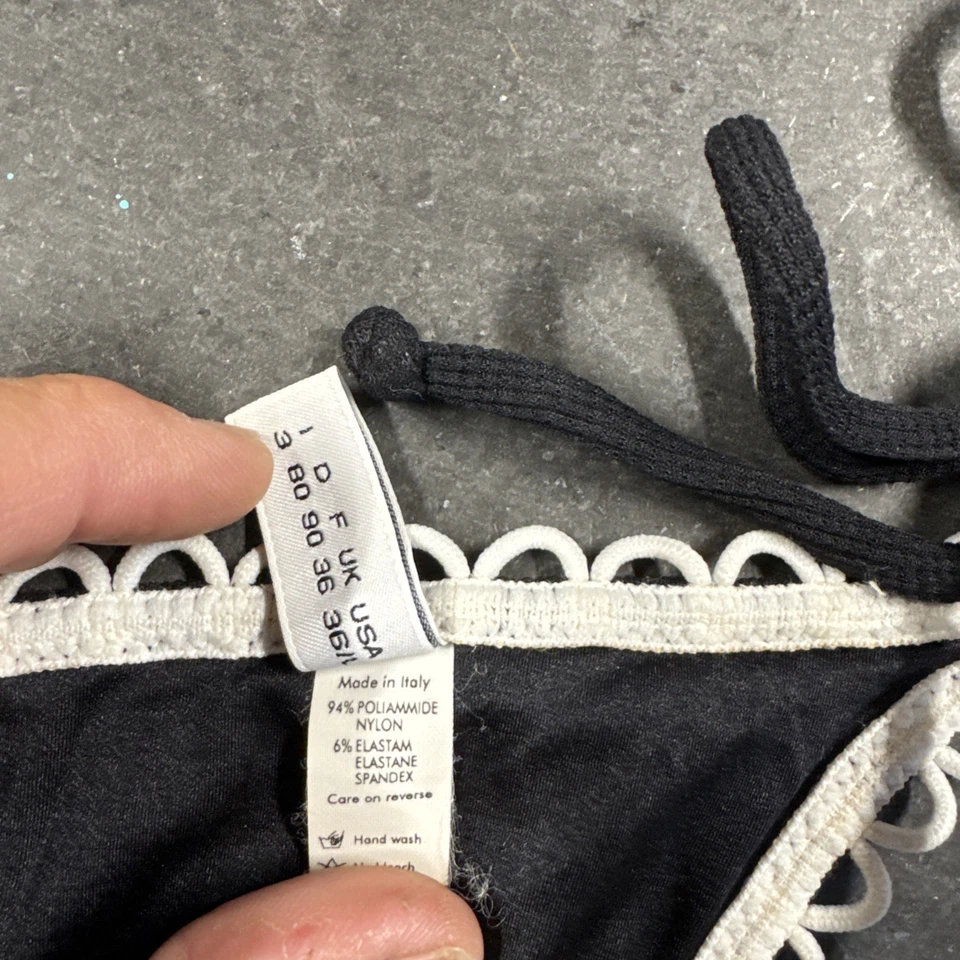 I D F UK USA
3 80 90 36 36/
Made in Italy
94% POLIAMMIDE
NYLON
6% ELASTAM
ELASTANE
SPANDEX
Care on reverse
Hand wash